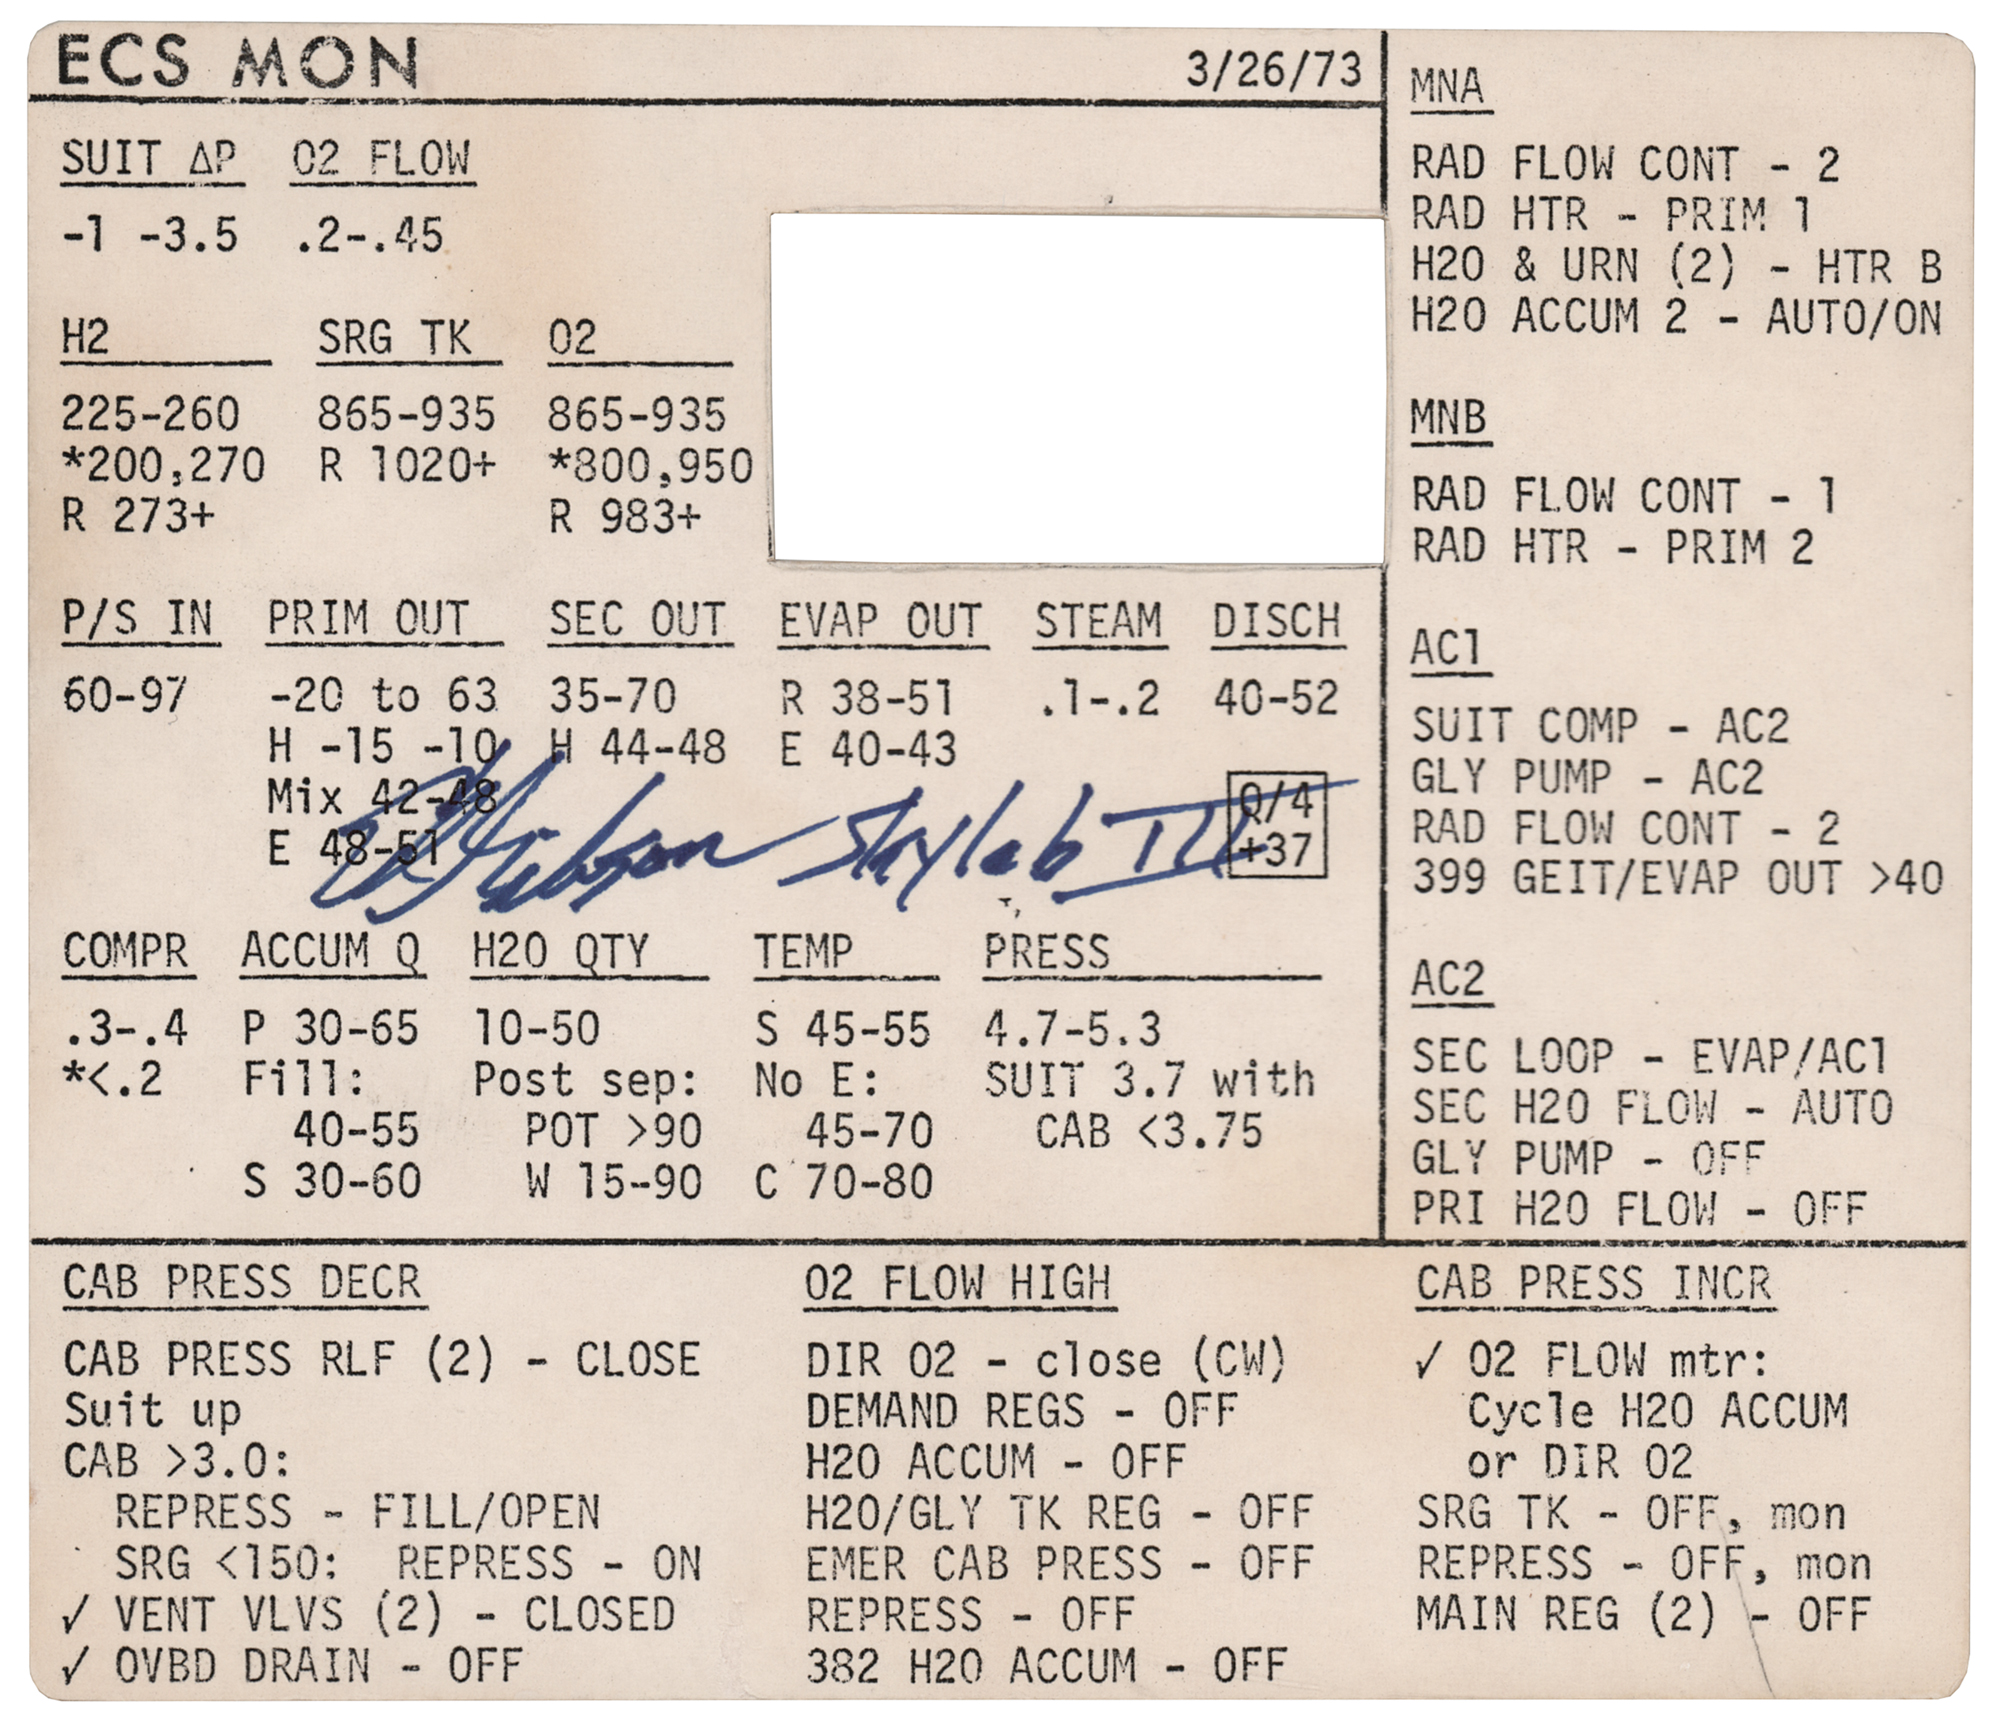 ECS MON 3/26/73
SUIT ΔP O2 FLOW
-1 -3.5 .2-.45
H2 SRG TK O2
225-260 865-935 865-935
*200,270 R 1020+ *800,950
R 273+ R 983+
P/S IN PRIM OUT SEC OUT EVAP OUT STEAM DISCH
60-97 -20 to 63 35-70 R 38-51 .1-.2 40-52
H -15 -10 H 44-48 E 40-43
Mix 42-48 Q/4
E 48-51 +37
Ed Gibson Skylab III
COMPR ACCUM Q H2O QTY TEMP PRESS
.3-.4 P 30-65 10-50 S 45-55 4.7-5.3
*<.2 Fill: Post sep: No E: SUIT 3.7 with
40-55 POT >90 45-70 CAB <3.75
S 30-60 W 15-90 C 70-80
MNA
RAD FLOW CONT - 2
RAD HTR - PRIM 1
H2O & URN (2) - HTR B
H2O ACCUM 2 - AUTO/ON
MNB
RAD FLOW CONT - 1
RAD HTR - PRIM 2
AC1
SUIT COMP - AC2
GLY PUMP - AC2
RAD FLOW CONT - 2
399 GEIT/EVAP OUT >40
AC2
SEC LOOP - EVAP/AC1
SEC H2O FLOW - AUTO
GLY PUMP - OFF
PRI H2O FLOW - OFF
CAB PRESS DECR
CAB PRESS RLF (2) - CLOSE
Suit up
CAB >3.0:
REPRESS - FILL/OPEN
SRG <150: REPRESS - ON
✓ VENT VLVS (2) - CLOSED
✓ OVBD DRAIN - OFF
O2 FLOW HIGH
DIR O2 - close (CW)
DEMAND REGS - OFF
H2O ACCUM - OFF
H2O/GLY TK REG - OFF
EMER CAB PRESS - OFF
REPRESS - OFF
382 H2O ACCUM - OFF
CAB PRESS INCR
✓ O2 FLOW mtr:
Cycle H2O ACCUM
or DIR O2
SRG TK - OFF, mon
REPRESS - OFF, mon
MAIN REG (2) - OFF